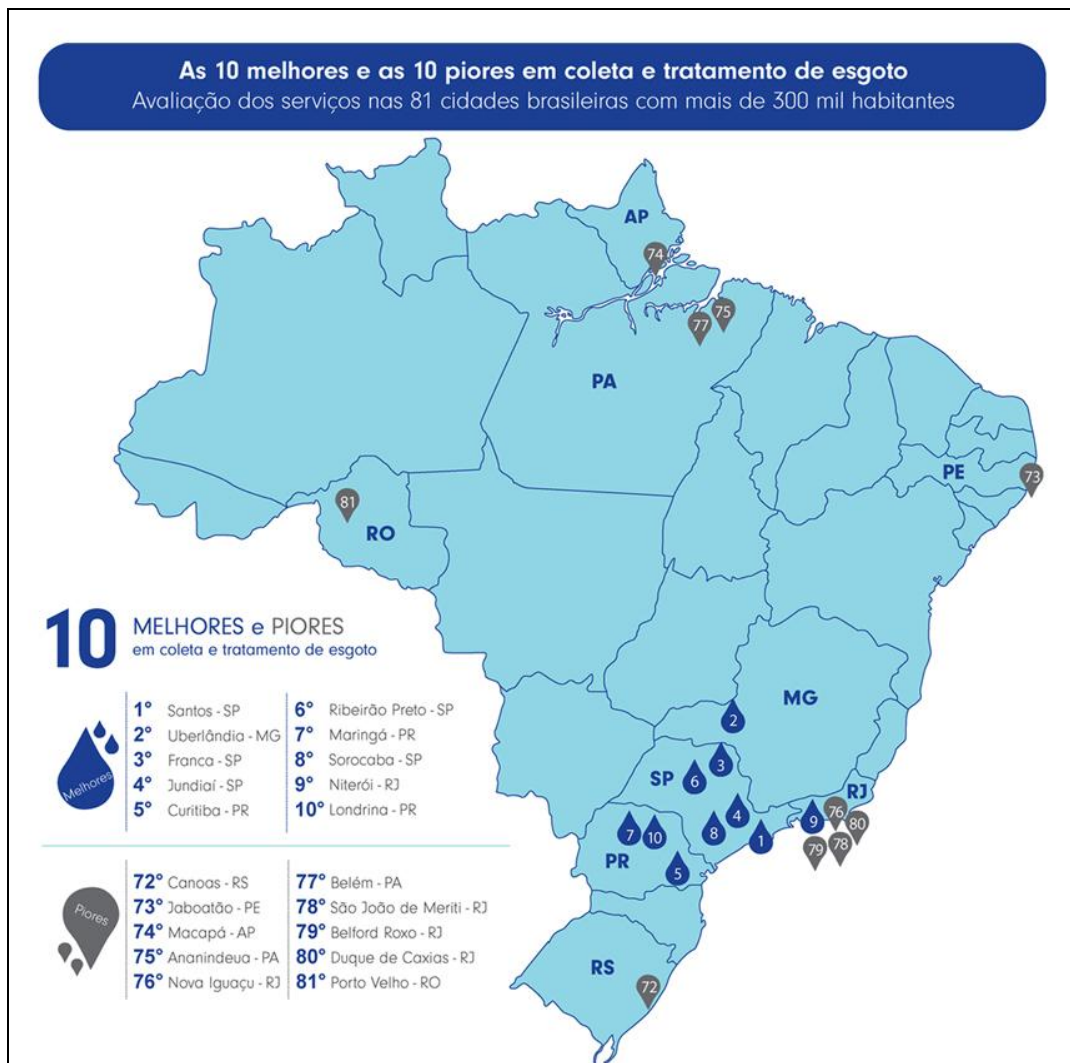 As 10 melhores e as 10 piores em coleta e tratamento de esgoto
Avaliação dos serviços nas 81 cidades brasileiras com mais de 300 mil habitantes
AP
74
75
77
PA
PE
73
81
RO
10 MELHORES e PIORES
em coleta e tratamento de esgoto
Melhores
1° Santos - SP
2° Uberlândia - MG
3° Franca - SP
4° Jundiaí - SP
5° Curitiba - PR
6° Ribeirão Preto - SP
7° Maringá - PR
8° Sorocaba - SP
9° Niterói - RJ
10° Londrina - PR
Piores
72° Canoas - RS
73° Jaboatão - PE
74° Macapá - AP
75° Ananindeua - PA
76° Nova Iguaçu - RJ
77° Belém - PA
78° São João de Meriti - RJ
79° Belford Roxo - RJ
80° Duque de Caxias - RJ
81° Porto Velho - RO
MG
2
SP
3
6
RJ
4
76
9
80
7
10
8
1
78
79
PR
5
RS
72